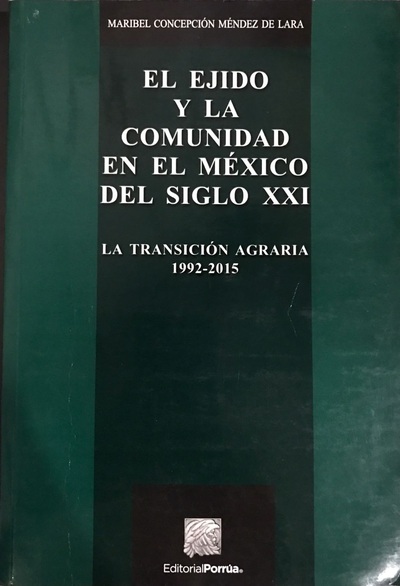 MARIBEL CONCEPCIÓN MÉNDEZ DE LARA
EL EJIDO
Y LA
COMUNIDAD
EN EL MÉXICO
DEL SIGLO XXI
LA TRANSICIÓN AGRARIA
1992-2015
EditorialPorrúa®